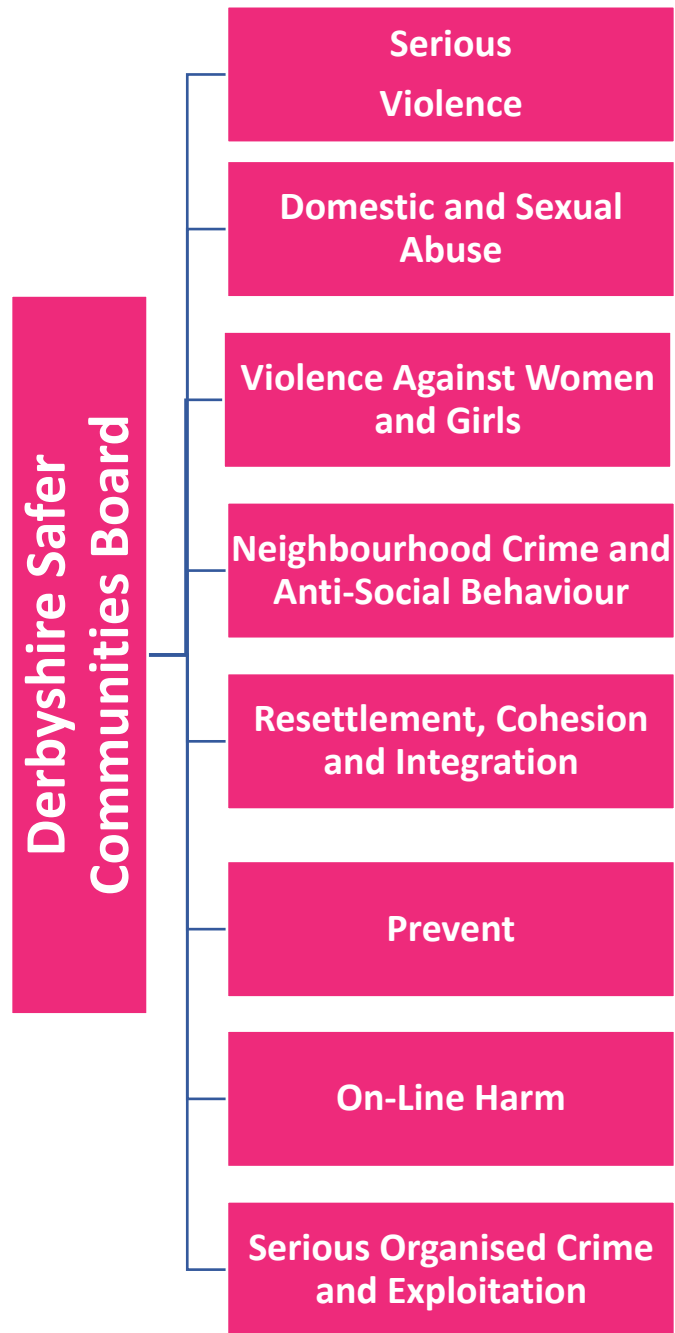 Derbyshire Safer
Communities Board
Serious
Violence
Domestic and Sexual
Abuse
Violence Against Women
and Girls
Neighbourhood Crime and
Anti-Social Behaviour
Resettlement, Cohesion
and Integration
Prevent
On-Line Harm
Serious Organised Crime
and Exploitation